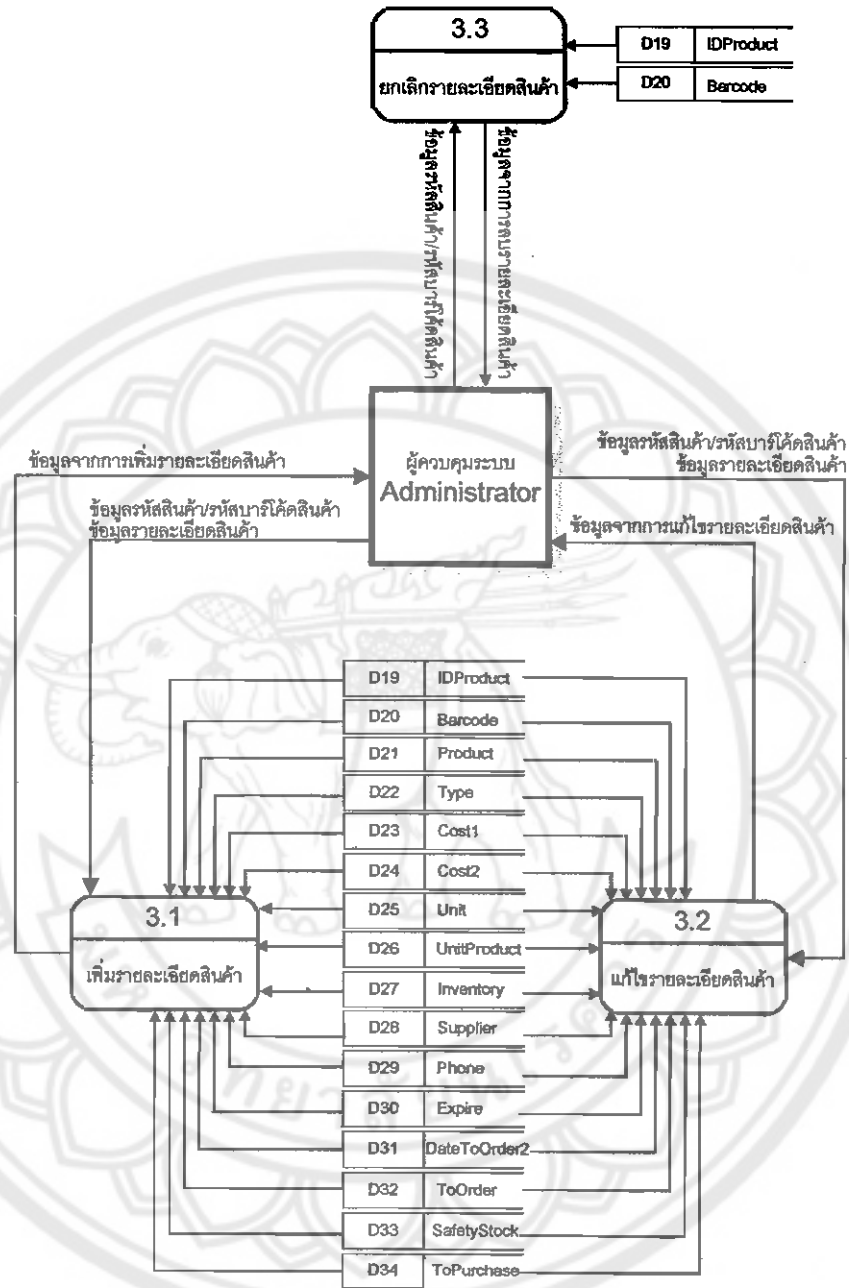 3.3
ยกเลิกรายละเอียดสินค้า
D19 IDProduct
D20 Barcode
ข้อมูลรหัสสินค้า/รหัสบาร์โค้ดสินค้า
ข้อมูลจากการลบรายละเอียดสินค้า
ผู้ควบคุมระบบ
Administrator
ข้อมูลจากการเพิ่มรายละเอียดสินค้า
ข้อมูลรหัสสินค้า/รหัสบาร์โค้ดสินค้า
ข้อมูลรายละเอียดสินค้า
ข้อมูลรหัสสินค้า/รหัสบาร์โค้ดสินค้า
ข้อมูลรายละเอียดสินค้า
ข้อมูลจากการแก้ไขรายละเอียดสินค้า
D19 IDProduct
D20 Barcode
D21 Product
D22 Type
D23 Cost1
D24 Cost2
D25 Unit
D26 UnitProduct
D27 Inventory
D28 Supplier
D29 Phone
D30 Expire
D31 DateToOrder2
D32 ToOrder
D33 SafetyStock
D34 ToPurchase
3.1
เพิ่มรายละเอียดสินค้า
3.2
แก้ไขรายละเอียดสินค้า